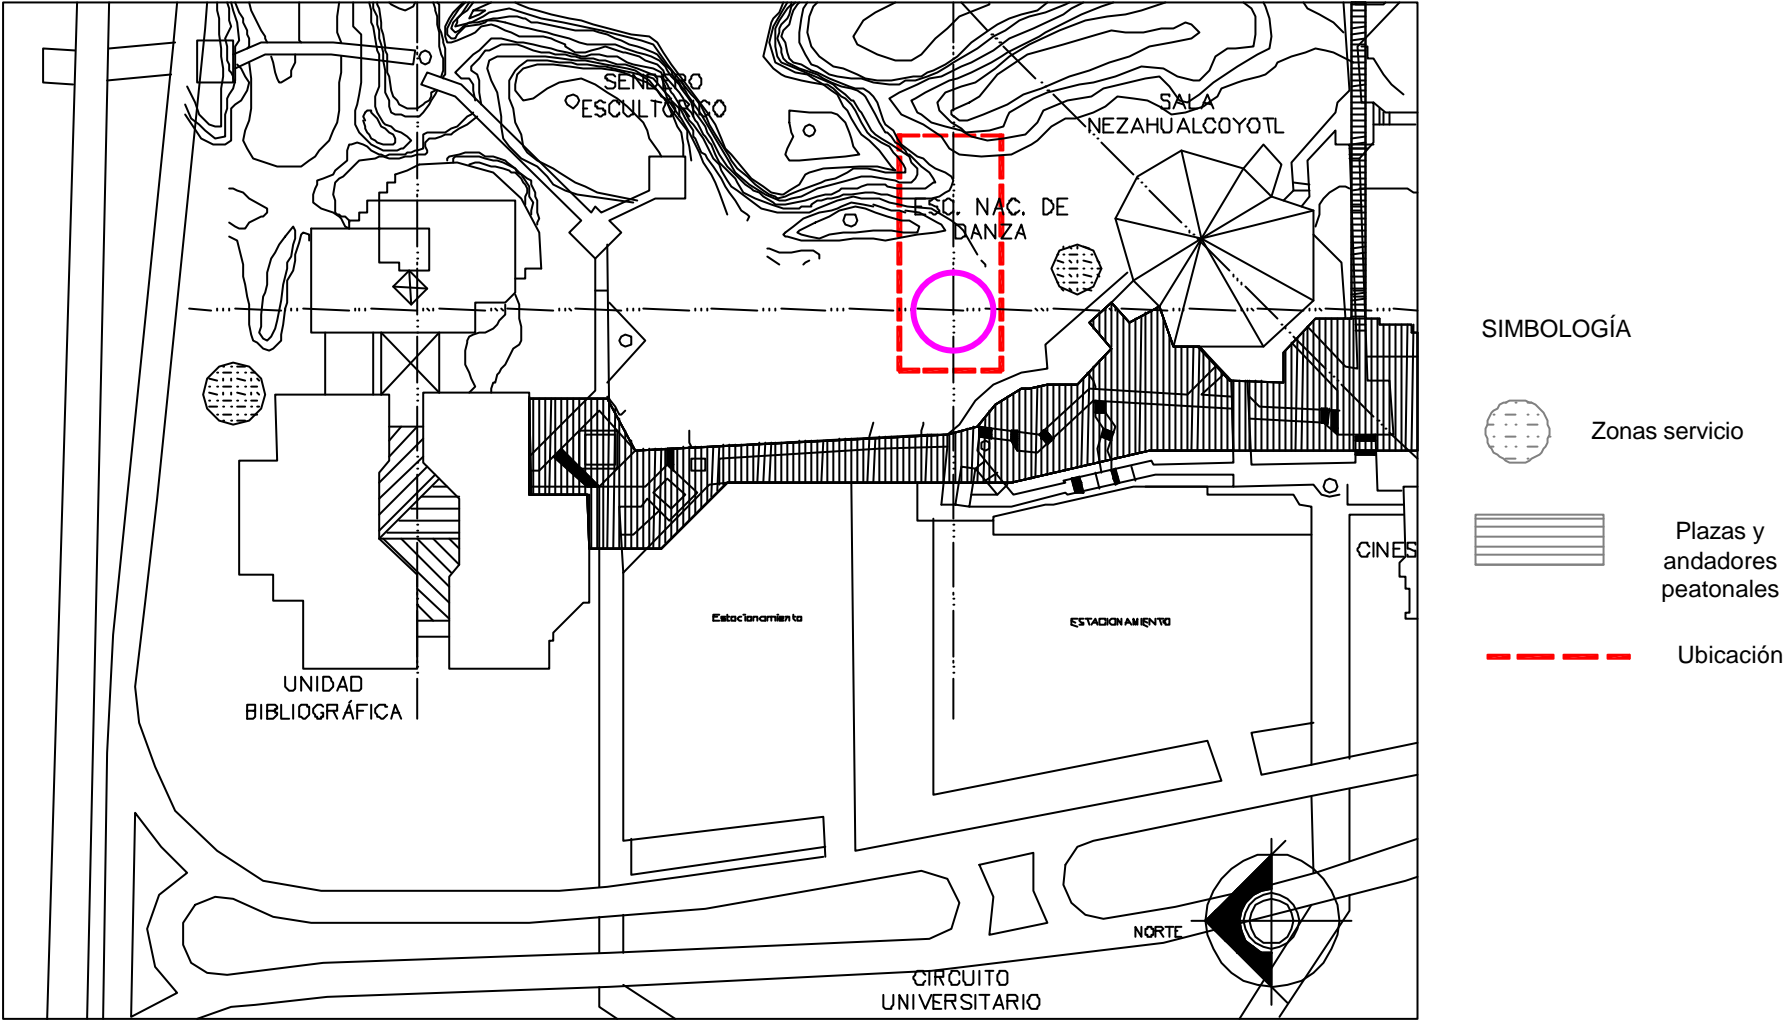 SENDERO
ESCULTÓRICO
SALA
NEZAHUALCOYOTL
ESC. NAC. DE
DANZA
UNIDAD
BIBLIOGRÁFICA
Estacionamiento
ESTACIONAMIENTO
CINES
NORTE
CIRCUITO
UNIVERSITARIO
SIMBOLOGÍA
Zonas servicio
Plazas y
andadores
peatonales
Ubicación